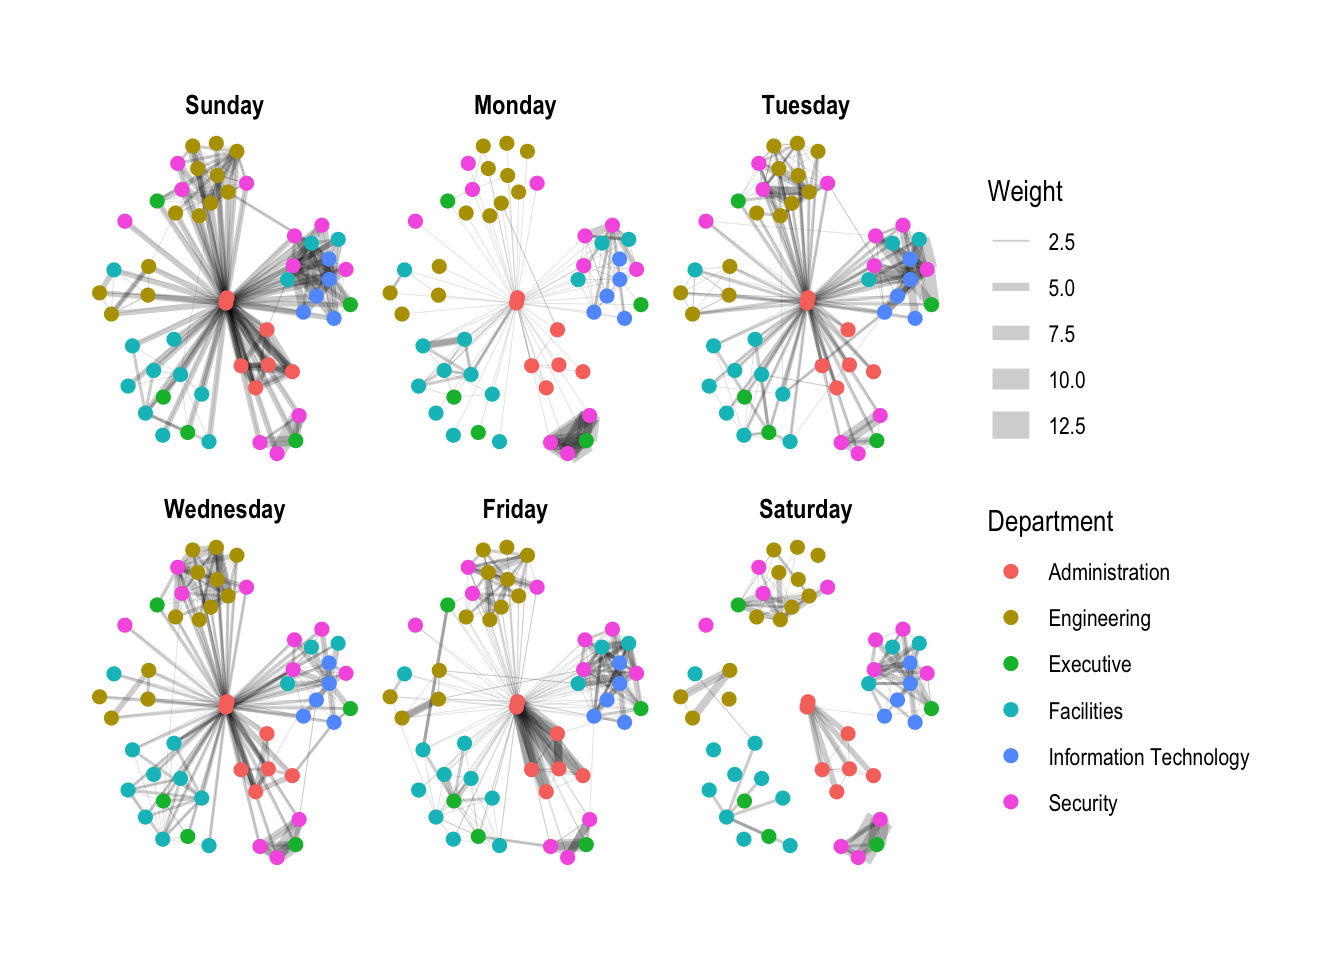 Sunday
Monday
Tuesday
Wednesday
Friday
Saturday
Weight
2.5
5.0
7.5
10.0
12.5
Department
Administration
Engineering
Executive
Facilities
Information Technology
Security